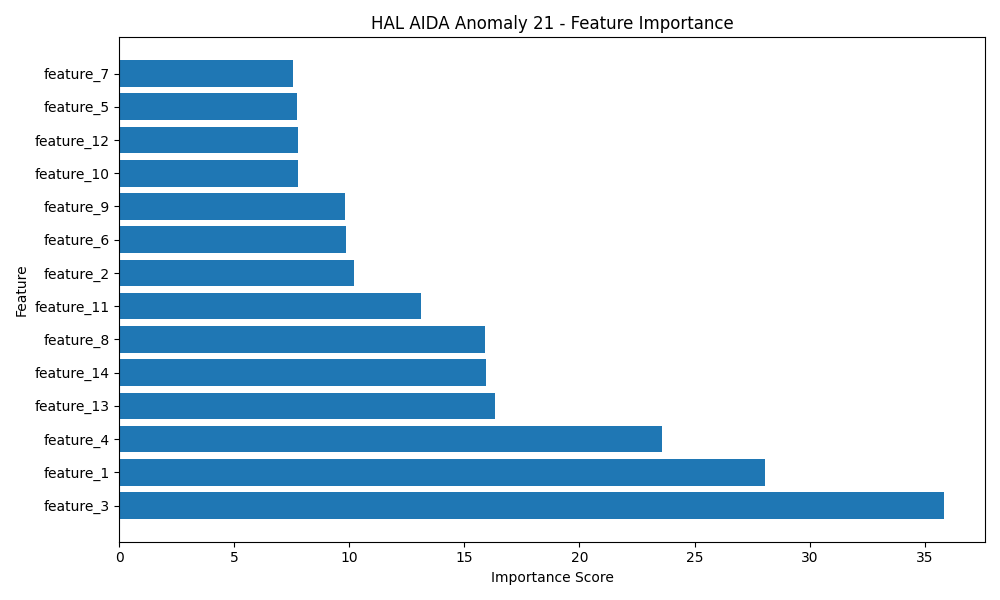 HAL AIDA Anomaly 21 - Feature Importance
feature_7
feature_5
feature_12
feature_10
feature_9
feature_6
feature_2
feature_11
feature_8
feature_14
feature_13
feature_4
feature_1
feature_3
Feature
0 5 10 15 20 25 30 35
Importance Score